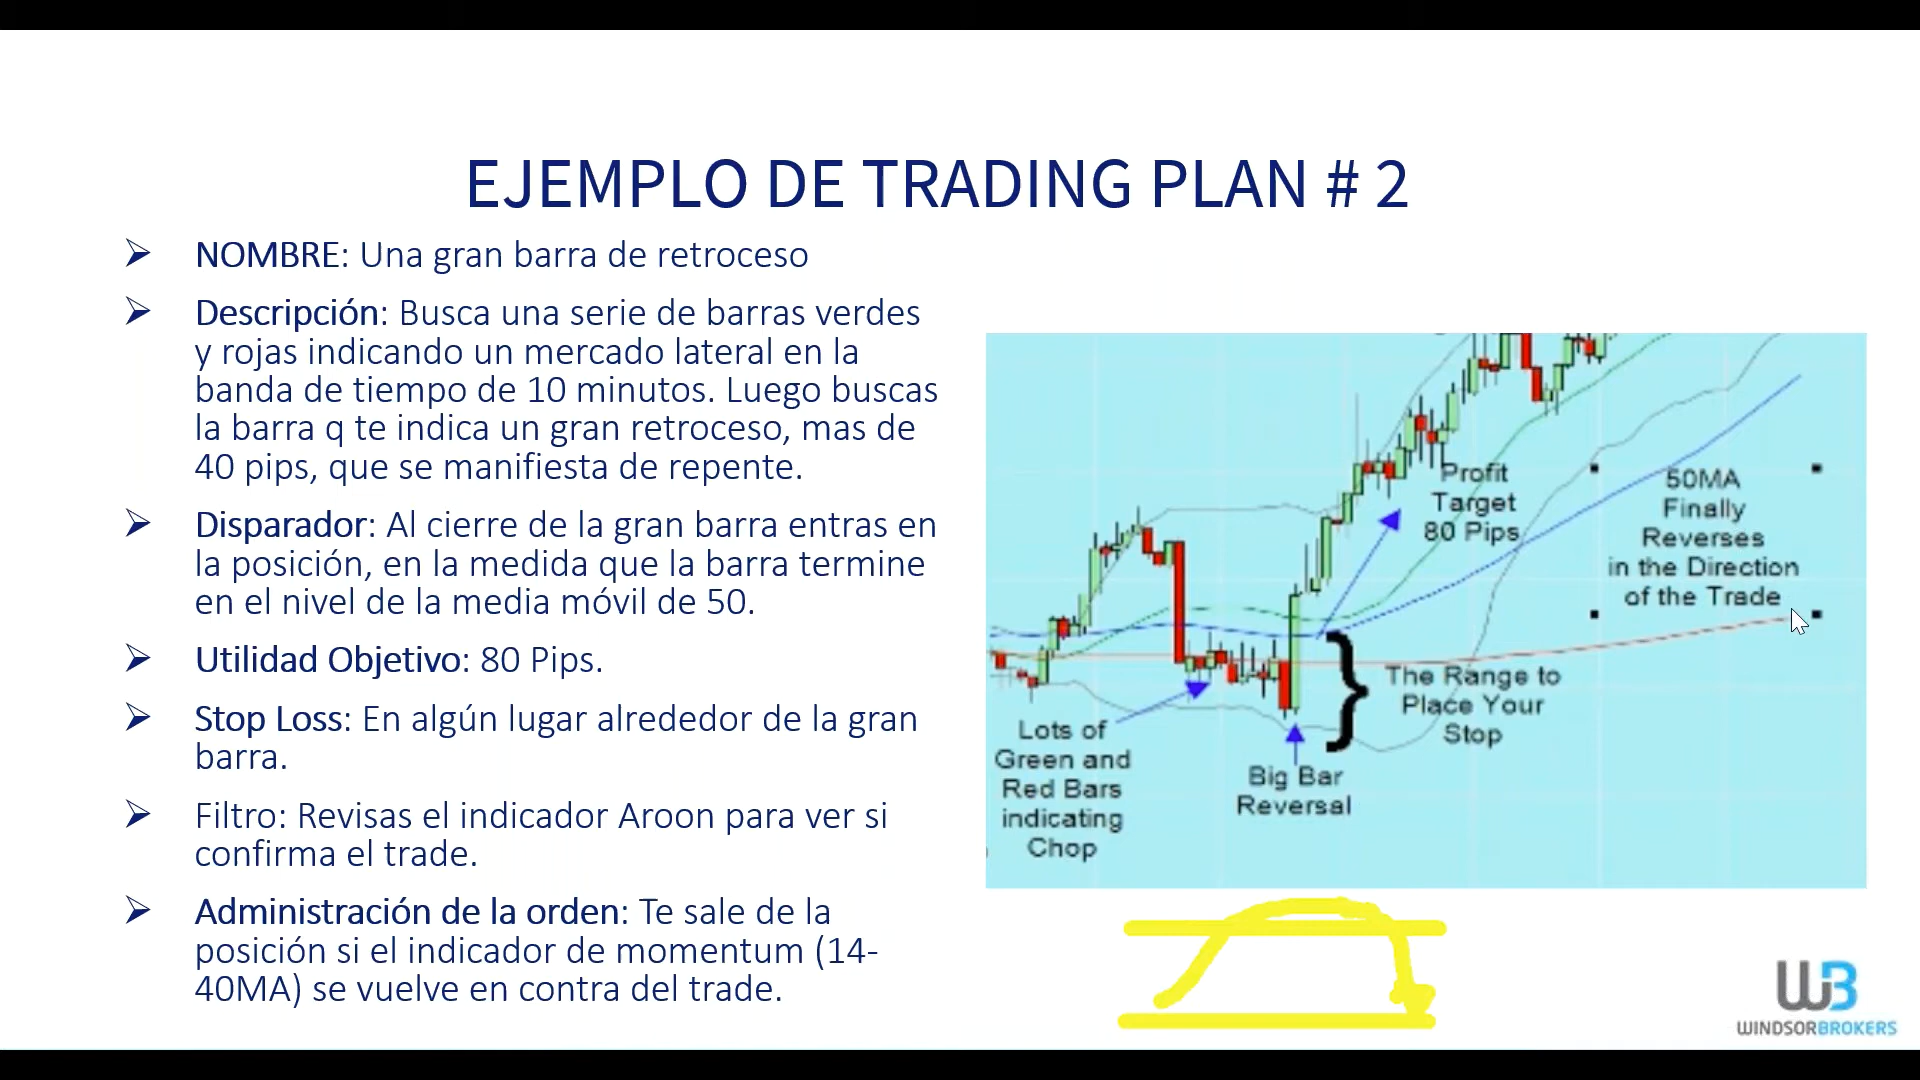 EJEMPLO DE TRADING PLAN # 2
NOMBRE: Una gran barra de retroceso
Descripción: Busca una serie de barras verdes
y rojas indicando un mercado lateral en la
banda de tiempo de 10 minutos. Luego buscas
la barra q te indica un gran retroceso, mas de
40 pips, que se manifiesta de repente.
Disparador: Al cierre de la gran barra entras en
la posición, en la medida que la barra termine
en el nivel de la media móvil de 50.
Utilidad Objetivo: 80 Pips.
Stop Loss: En algún lugar alrededor de la gran
barra.
Filtro: Revisas el indicador Aroon para ver si
confirma el trade.
Administración de la orden: Te sale de la
posición si el indicador de momentum (14-
40MA) se vuelve en contra del trade.
Profit
Target
80 Pips
50MA
Finally
Reverses
in the Direction
of the Trade
The Range to
Place Your
Stop
Lots of
Green and
Red Bars
indicating
Chop
Big Bar
Reversal
WB
WINDSORBROKERS